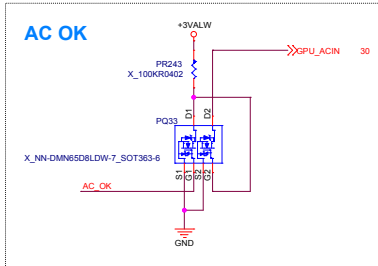 AC OK
+3VALW
GPU_ACIN 30
PR243
X_100KR0402
D1 D2
PQ33
X_NN-DMN65D8LDW-7_SOT363-6
S1 G1 S2 G2
AC_OK
GND